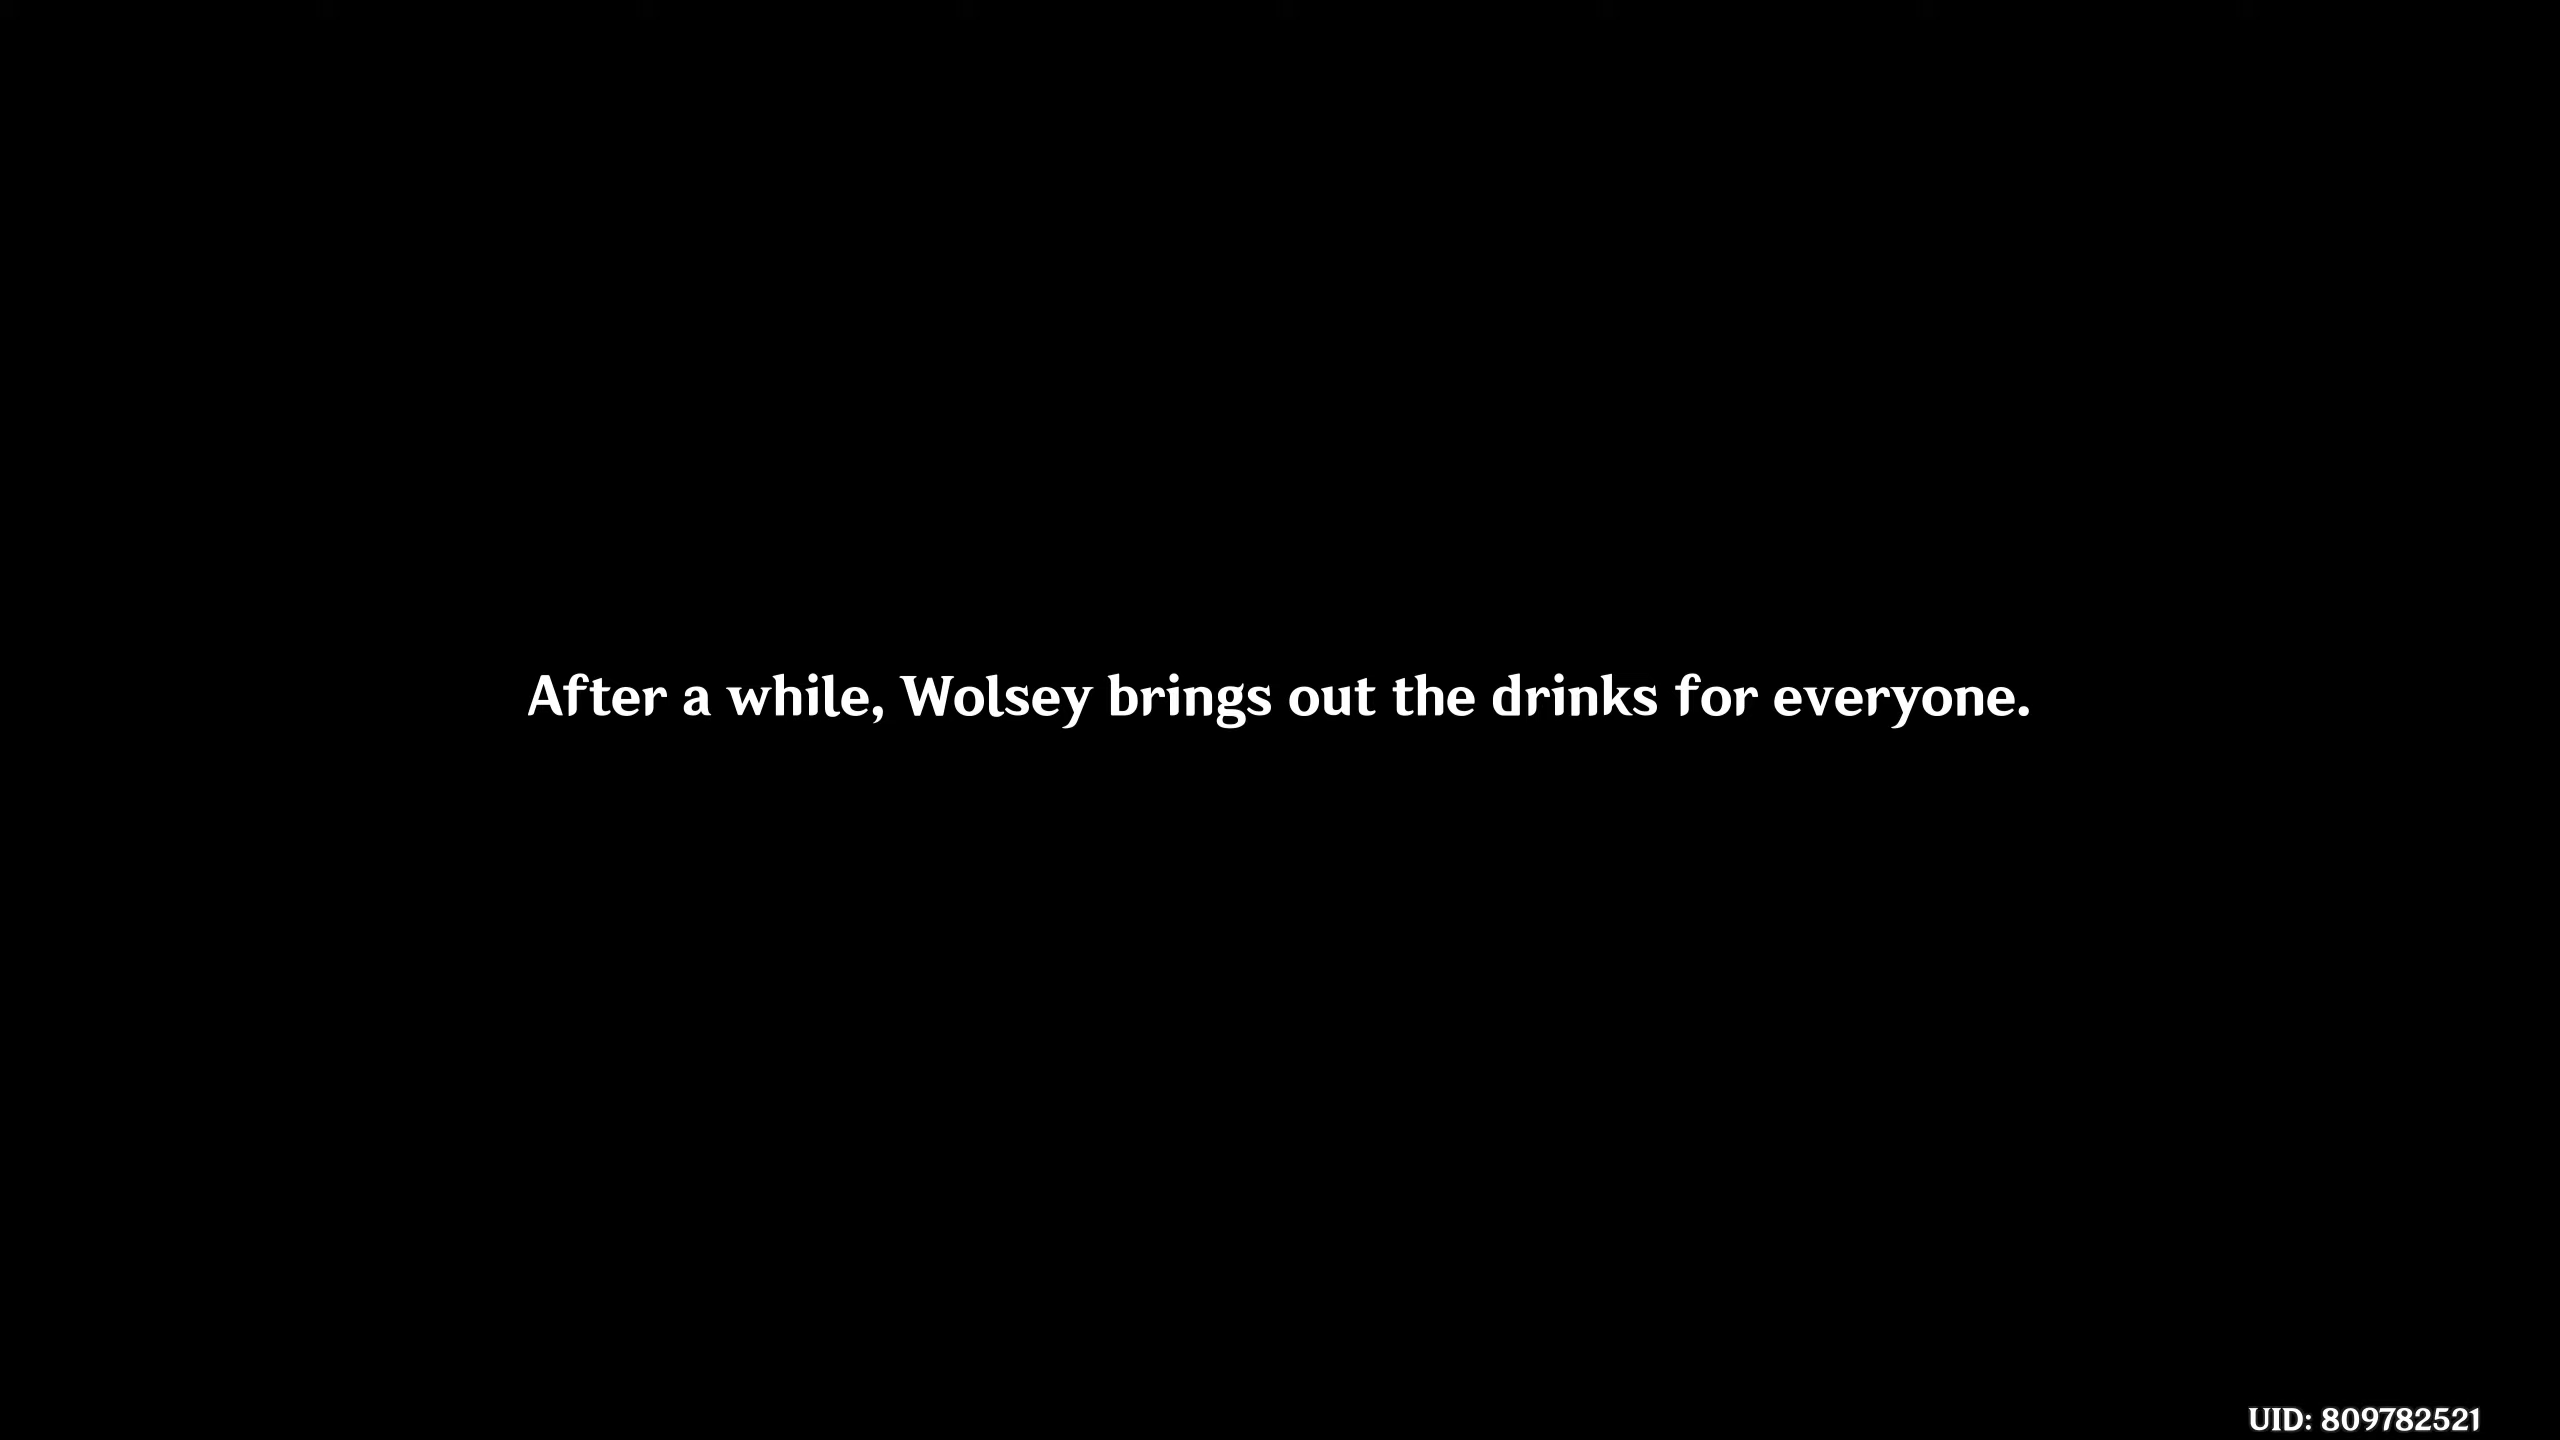 After a while, Wolsey brings out the drinks for everyone.
UID: 809782521